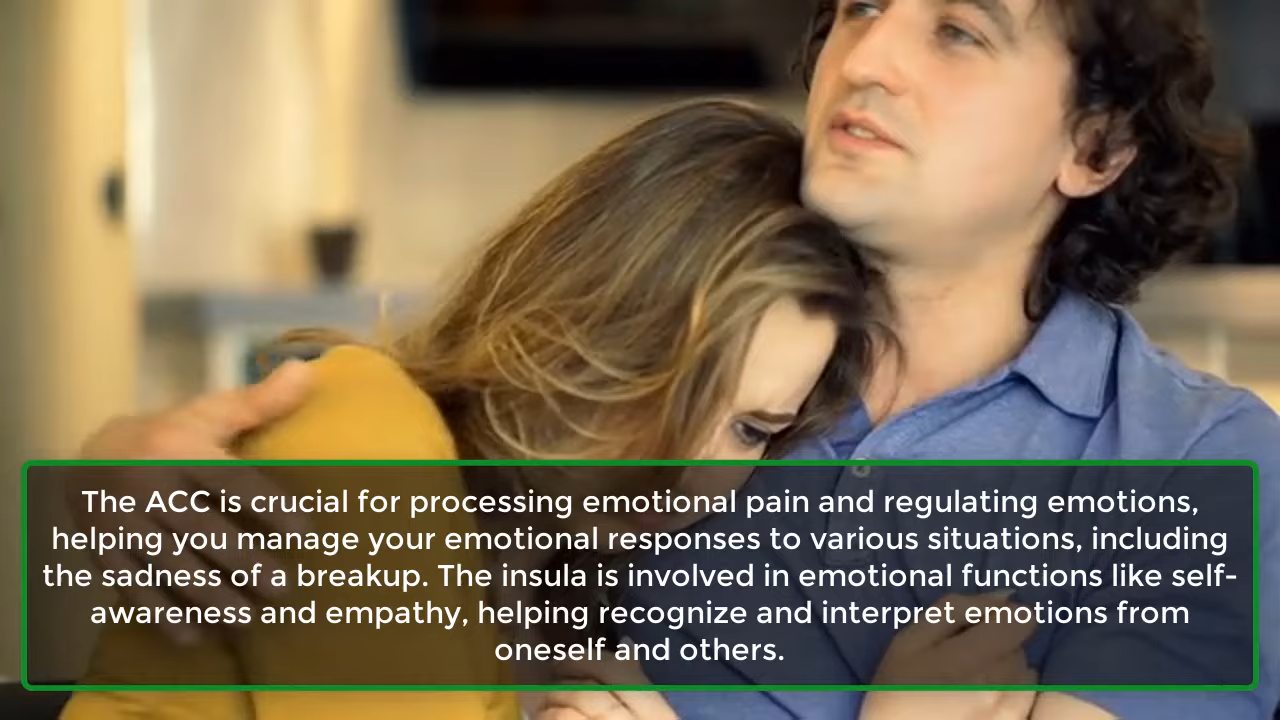 The ACC is crucial for processing emotional pain and regulating emotions,
helping you manage your emotional responses to various situations, including
the sadness of a breakup. The insula is involved in emotional functions like self-
awareness and empathy, helping recognize and interpret emotions from
oneself and others.